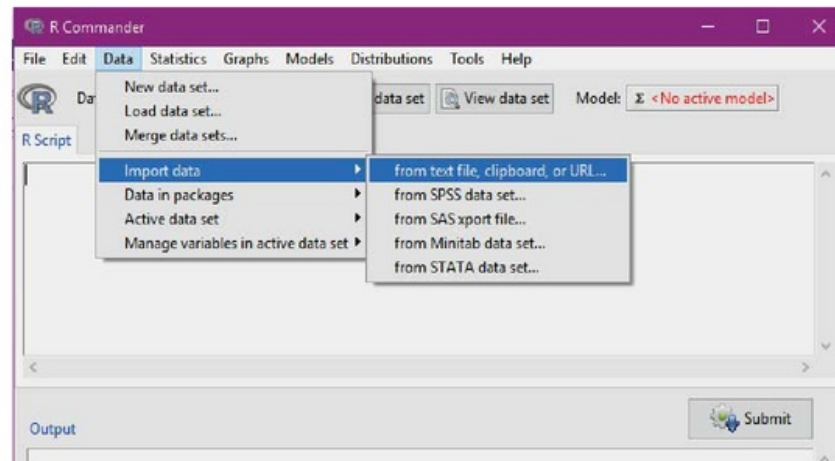 R Commander
File Edit Data Statistics Graphs Models Distributions Tools Help
New data set...
Load data set...
Merge data sets...
Import data
Data in packages
Active data set
Manage variables in active data set
from text file, clipboard, or URL...
from SPSS data set...
from SAS xport file...
from Minitab data set...
from STATA data set...
R Da data set View data set Model: Σ <No active model>
R Script
Output Submit